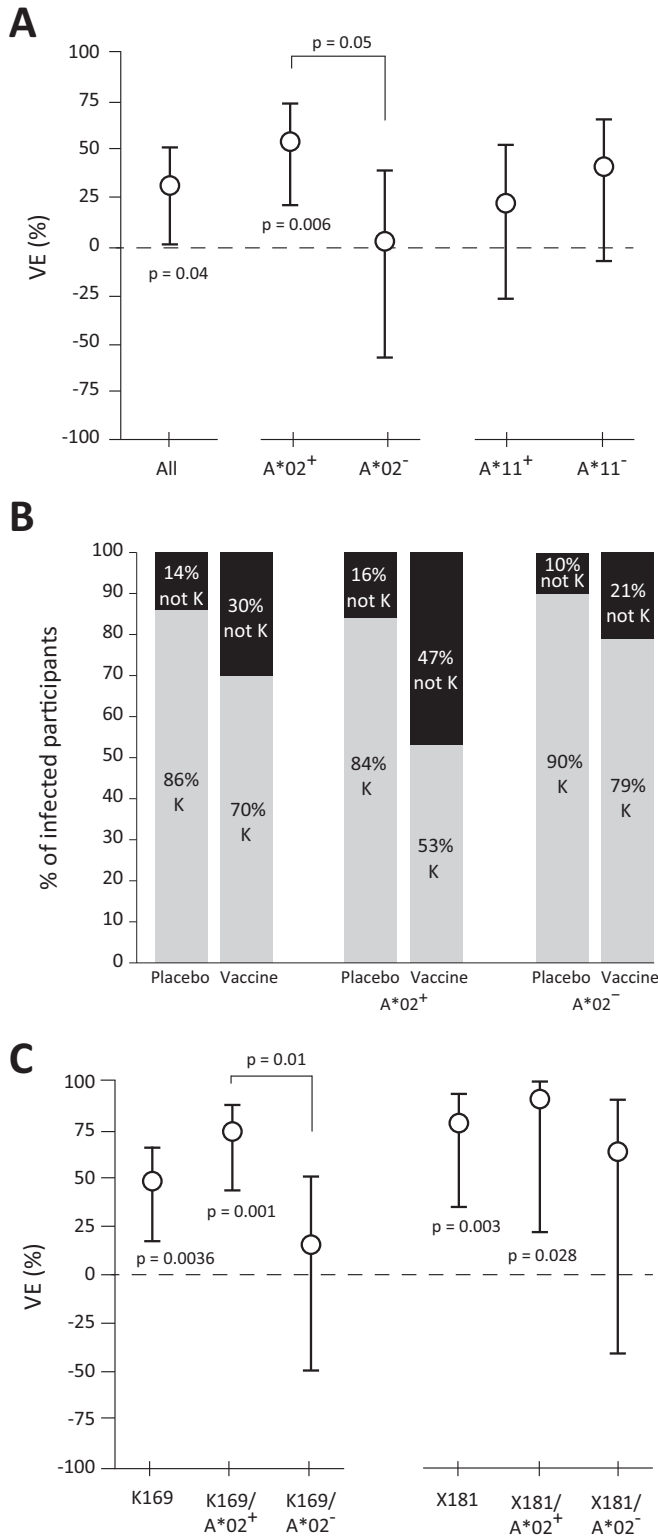 A
p = 0.05
100
75
50
25
0
-25
-50
-75
-100
VE (%)
p = 0.04
p = 0.006
All
A*02+
A*02-
A*11+
A*11-
B
100
90
80
70
60
50
40
30
20
10
0
% of infected participants
14%
not K
30%
not K
16%
not K
47%
not K
10%
not K
21%
not K
86%
K
70%
K
84%
K
53%
K
90%
K
79%
K
Placebo Vaccine
Placebo Vaccine
A*02+
Placebo Vaccine
A*02−
C
p = 0.01
100
75
50
25
0
-25
-50
-75
-100
VE (%)
p = 0.0036
p = 0.001
p = 0.003
p = 0.028
K169
K169/
A*02+
K169/
A*02-
X181
X181/
A*02+
X181/
A*02-